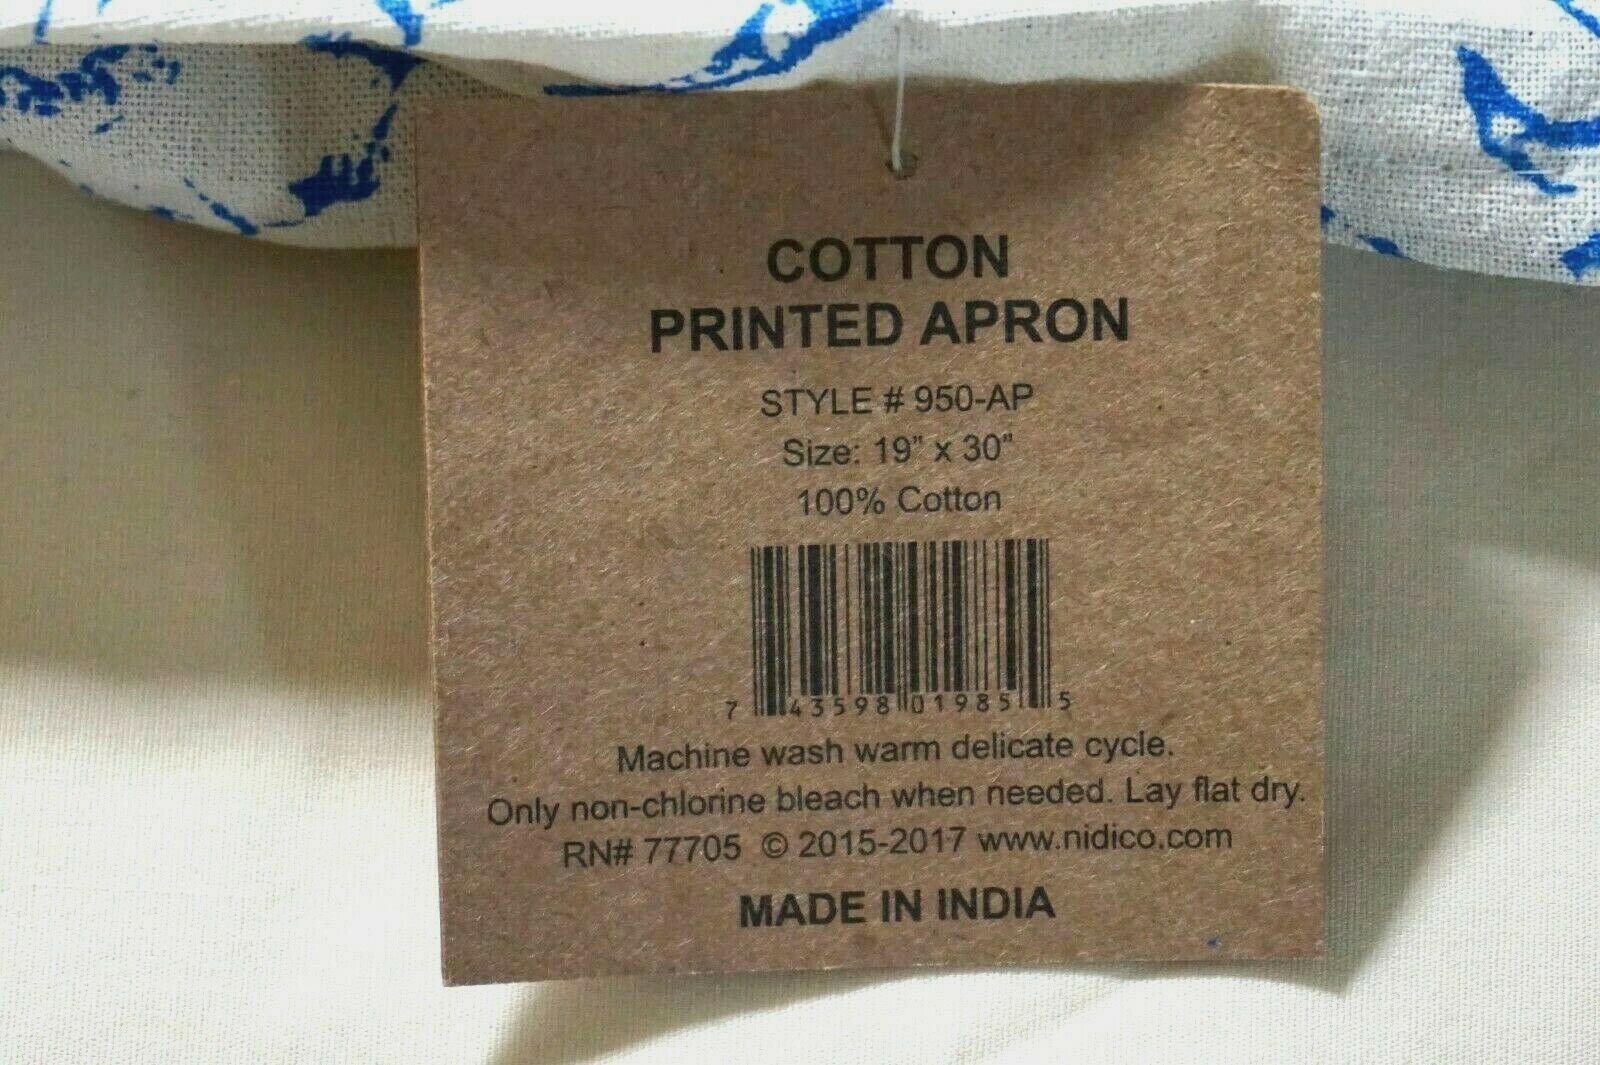 COTTON
PRINTED APRON
STYLE # 950-AP
Size: 19" x 30"
100% Cotton
7 43598 01985 5
Machine wash warm delicate cycle.
Only non-chlorine bleach when needed. Lay flat dry.
RN# 77705 © 2015-2017 www.nidico.com
MADE IN INDIA